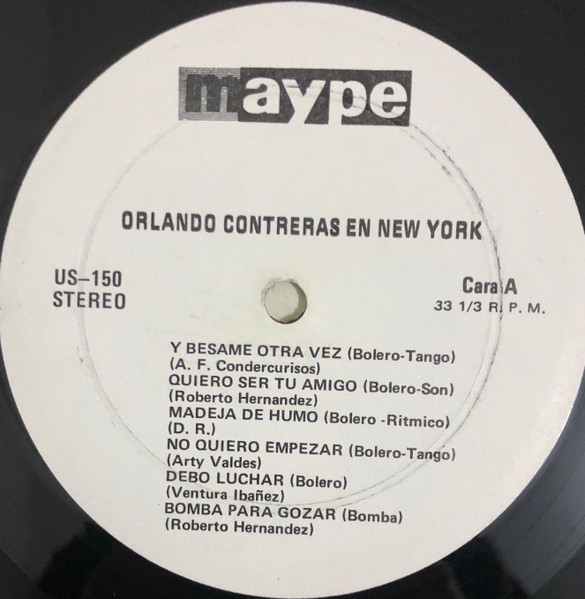 maype
ORLANDO CONTRERAS EN NEW YORK
US-150
STEREO
Cara A
33 1/3 R. P. M.
Y BESAME OTRA VEZ (Bolero-Tango)
(A. F. Condercurisos)
QUIERO SER TU AMIGO (Bolero-Son)
(Roberto Hernandez)
MADEJA DE HUMO (Bolero -Ritmico)
(D. R.)
NO QUIERO EMPEZAR (Bolero-Tango)
(Arty Valdes)
DEBO LUCHAR (Bolero)
(Ventura Ibañez)
BOMBA PARA GOZAR (Bomba)
(Roberto Hernandez)